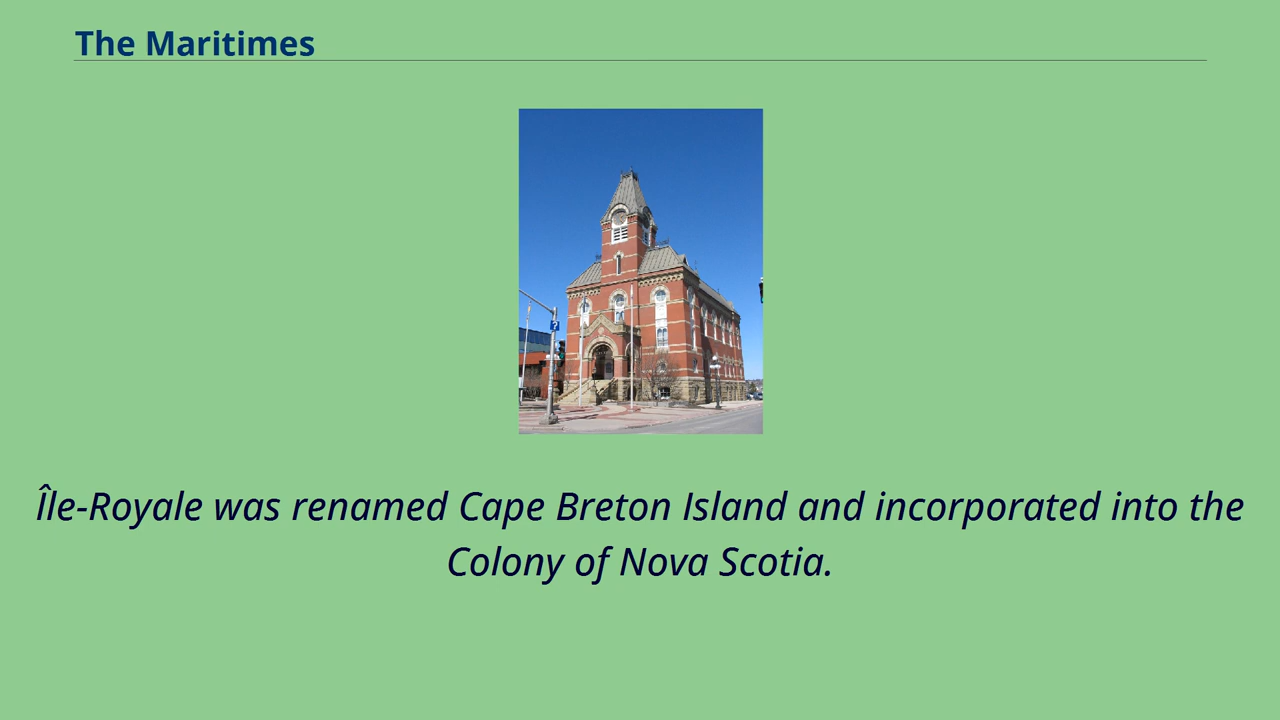 The Maritimes
?
Île-Royale was renamed Cape Breton Island and incorporated into the
Colony of Nova Scotia.